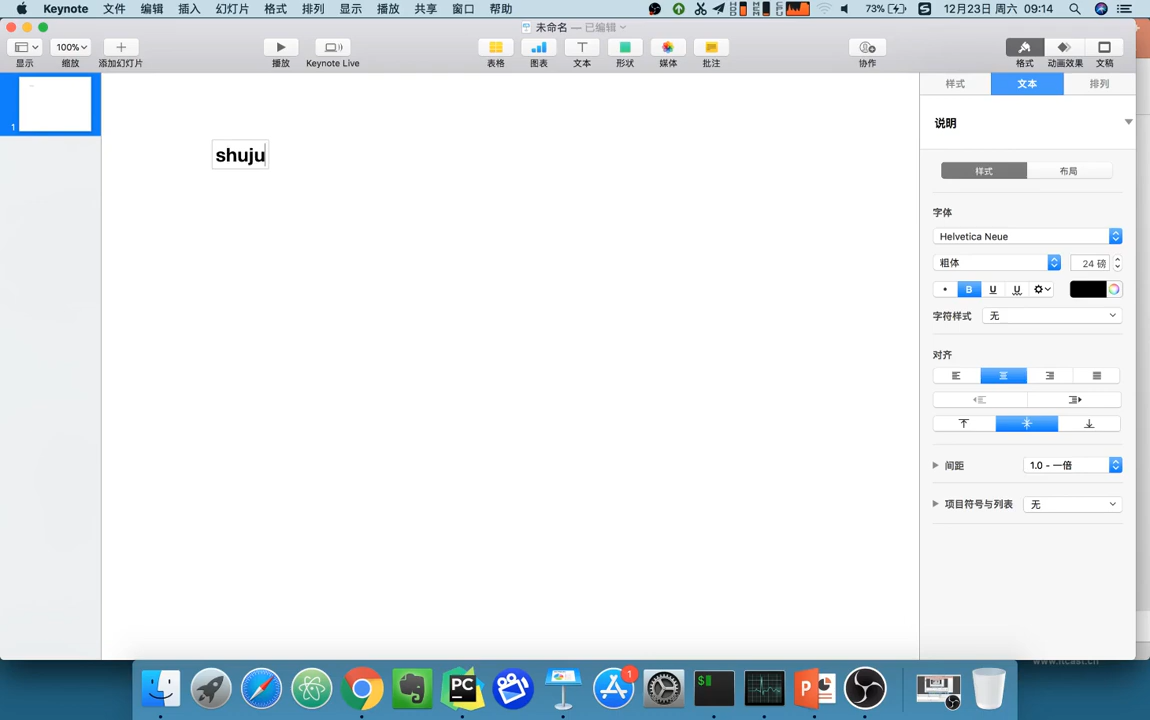 Keynote 文件 编辑 插入 幻灯片 格式 排列 显示 播放 共享 窗口 帮助 73% 12月23日 周六 09:14
未命名 — 已编辑
100%
显示 缩放 添加幻灯片 播放 Keynote Live 表格 图表 文本 形状 媒体 批注 协作 格式 动画效果 文稿
样式 文本 排列
1
说明
shuju
样式 布局
字体
Helvetica Neue
粗体 24 磅
B U U
字符样式 无
对齐
间距 1.0 - 一倍
项目符号与列表 无
www.itcast.cn
PC
1
$
P